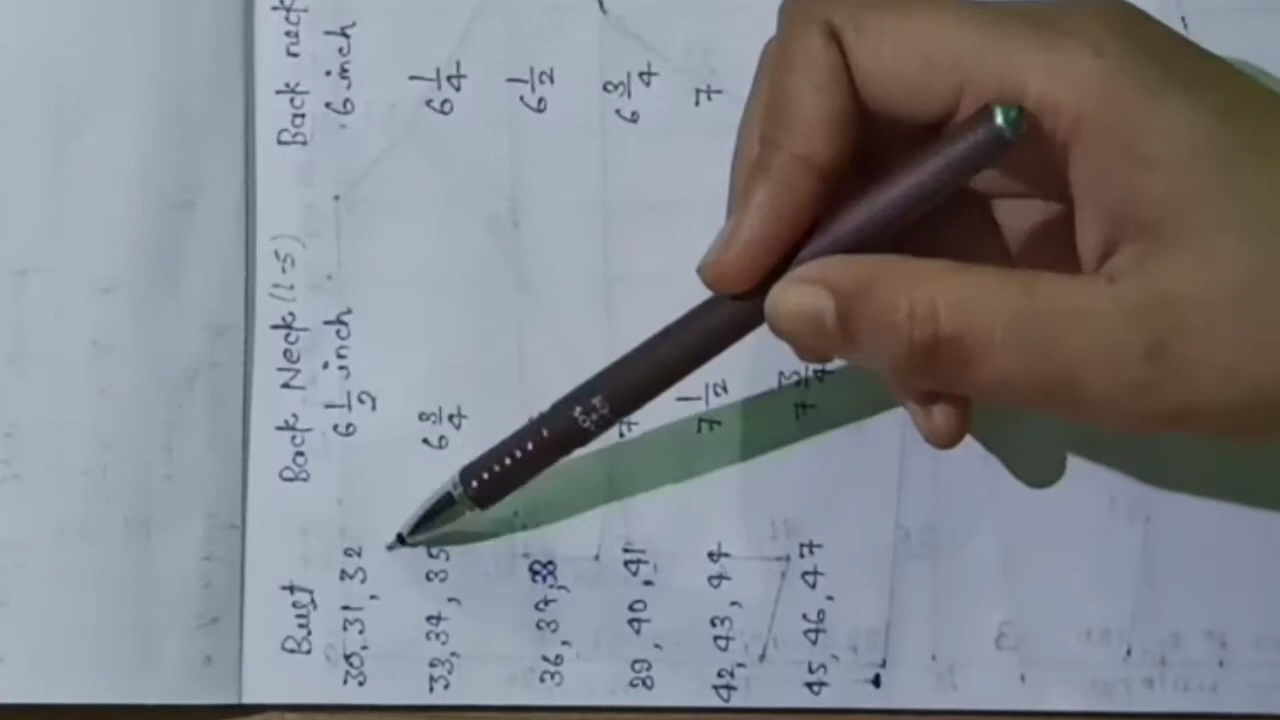 Bust Back Neck (1-5) Back neck
30, 31, 32 6 1/2 inch 6 inch
33, 34, 35 6 3/4 6 1/4
36, 37, 38 6 1/2
39, 40, 41 7 6 3/4
42, 43, 44 7 1/2 7
45, 46, 47 7 3/4